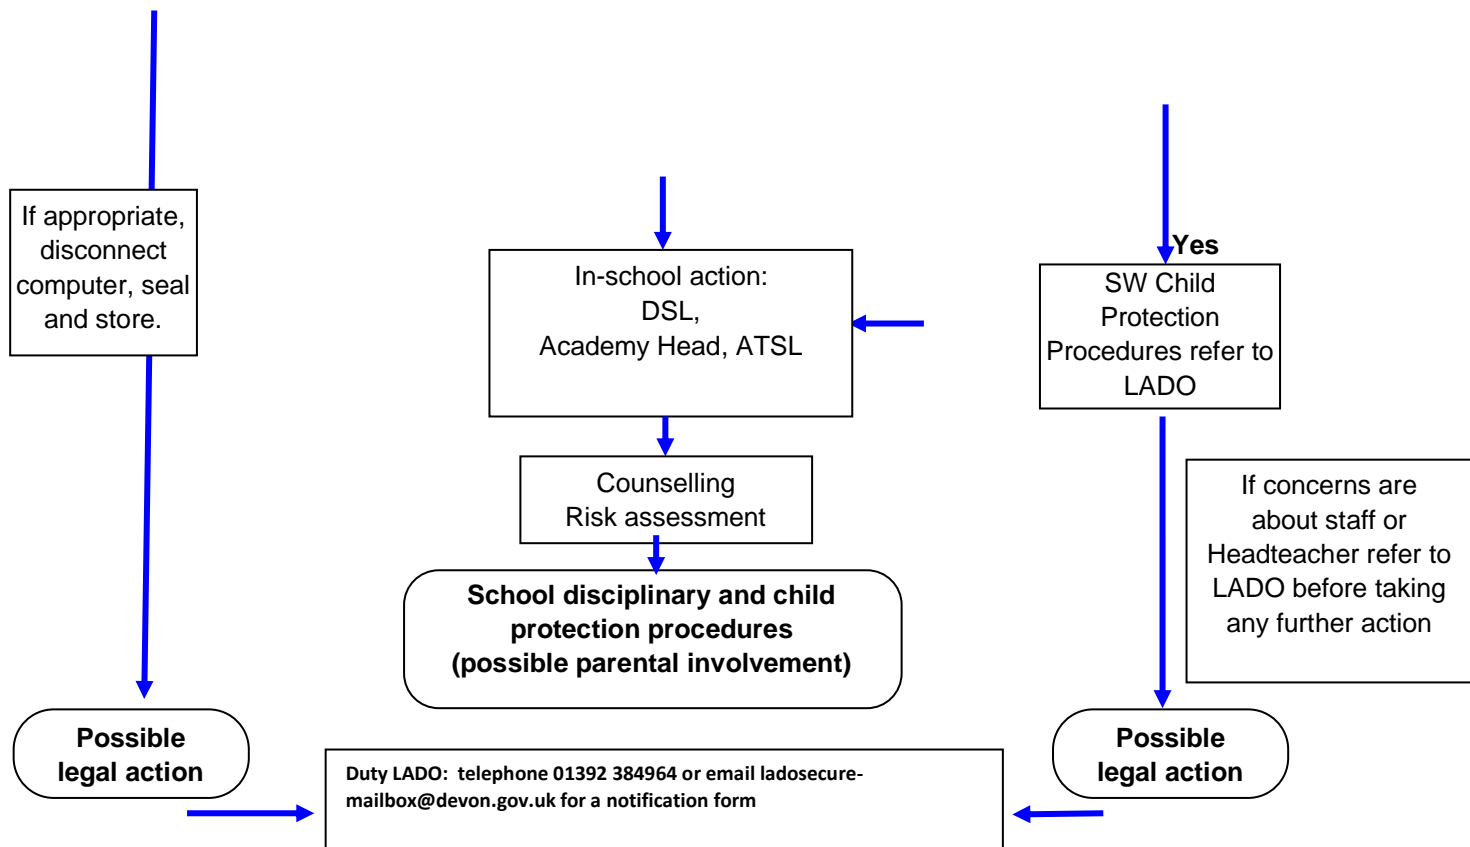 If appropriate,
disconnect
computer, seal
and store.
In-school action:
DSL,
Academy Head, ATSL
Yes
SW Child
Protection
Procedures refer to
LADO
Counselling
Risk assessment
If concerns are
about staff or
Headteacher refer to
LADO before taking
any further action
School disciplinary and child
protection procedures
(possible parental involvement)
Possible
legal action
Possible
legal action
Duty LADO: telephone 01392 384964 or email ladosecure-
mailbox@devon.gov.uk for a notification form